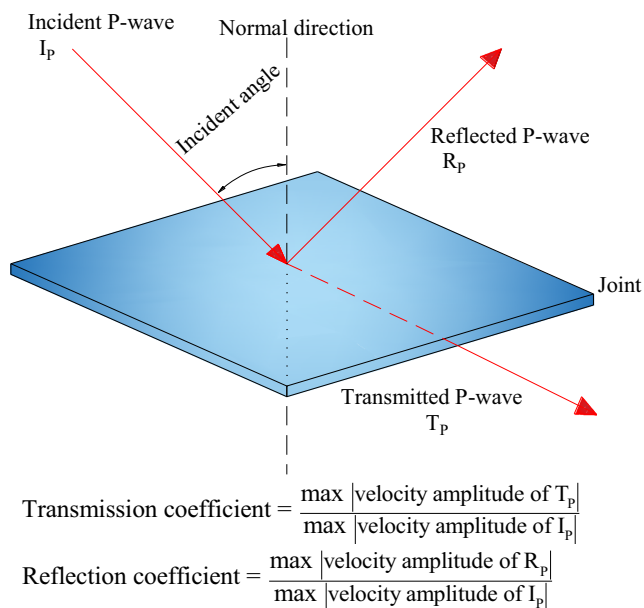 Incident P-wave
I_P
Normal direction
Incident angle
Reflected P-wave
R_P
Joint
Transmitted P-wave
T_P
Transmission coefficient = max |velocity amplitude of T_P| / max |velocity amplitude of I_P|
Reflection coefficient = max |velocity amplitude of R_P| / max |velocity amplitude of I_P|